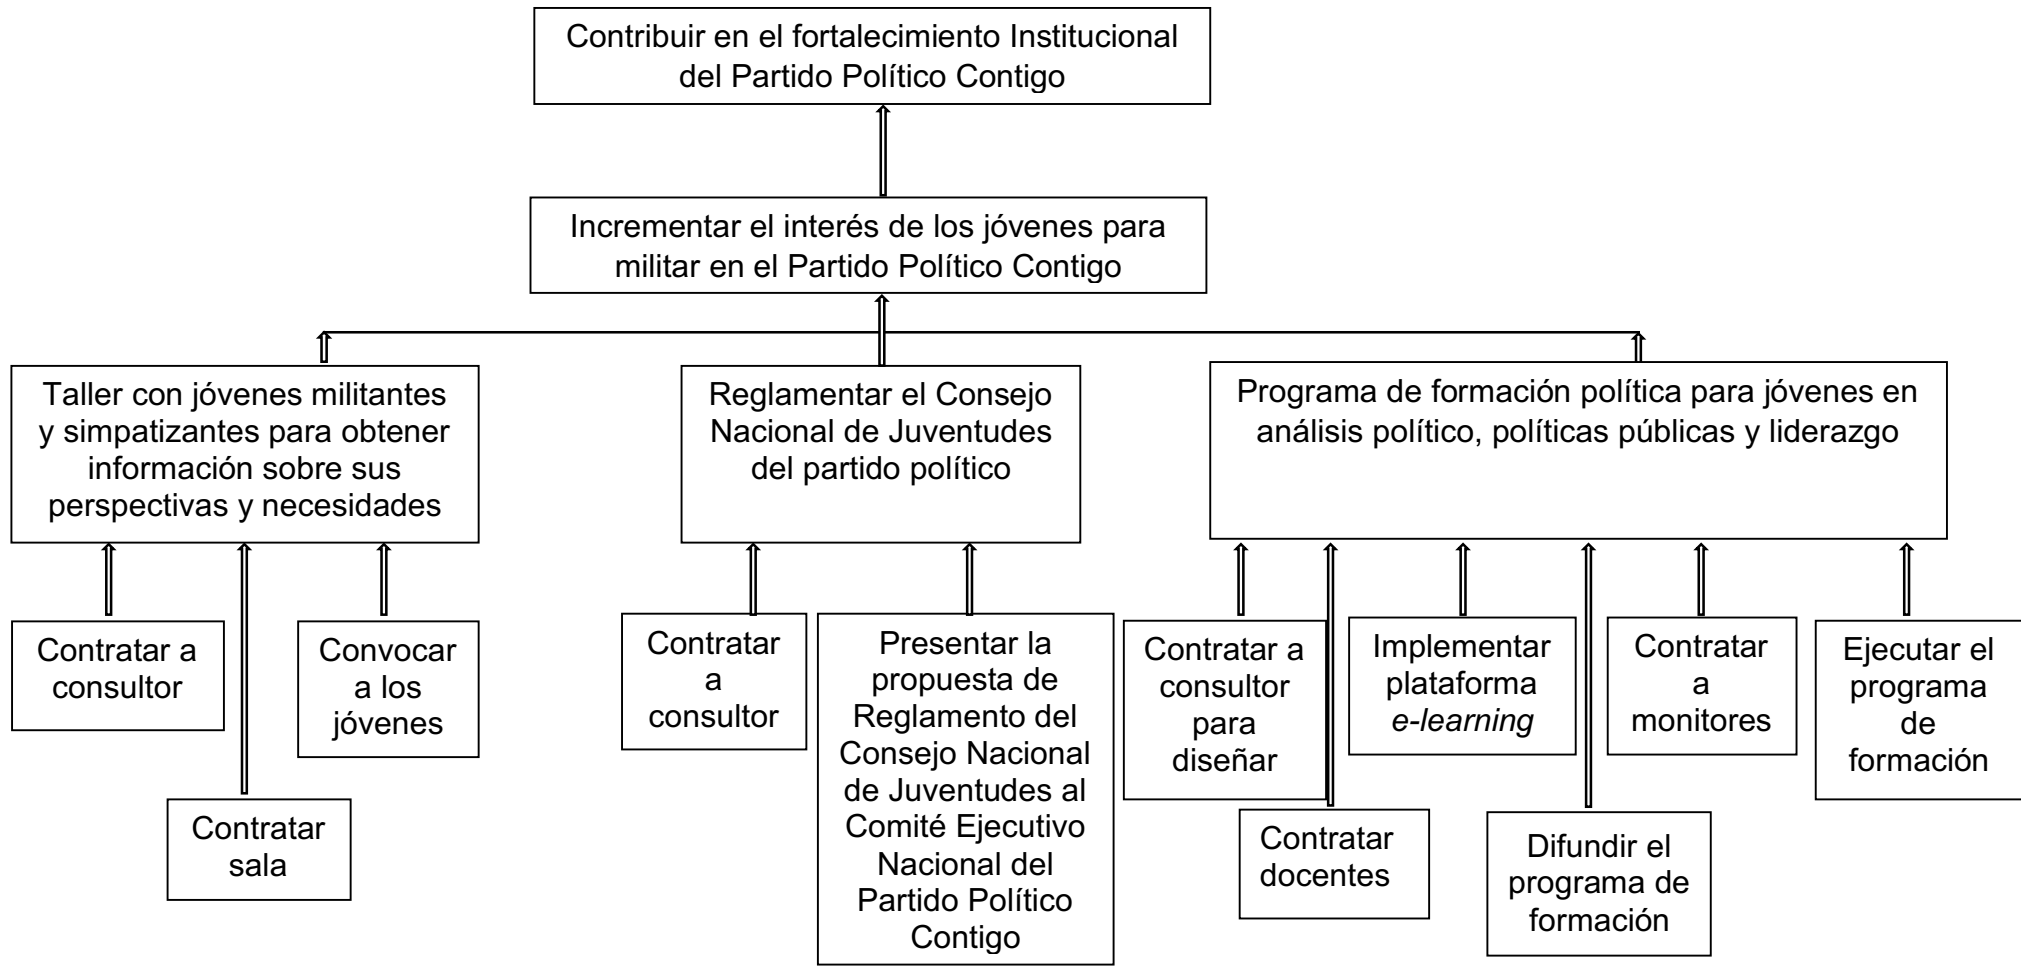 Contribuir en el fortalecimiento Institucional
del Partido Político Contigo
Incrementar el interés de los jóvenes para
militar en el Partido Político Contigo
Taller con jóvenes militantes
y simpatizantes para obtener
información sobre sus
perspectivas y necesidades
Reglamentar el Consejo
Nacional de Juventudes
del partido político
Programa de formación política para jóvenes en
análisis político, políticas públicas y liderazgo
Contratar a
consultor
Contratar
sala
Convocar
a los
jóvenes
Contratar
a
consultor
Presentar la
propuesta de
Reglamento del
Consejo Nacional
de Juventudes al
Comité Ejecutivo
Nacional del
Partido Político
Contigo
Contratar a
consultor
para
diseñar
Contratar
docentes
Implementar
plataforma
e-learning
Difundir el
programa de
formación
Contratar
a
monitores
Ejecutar el
programa
de
formación